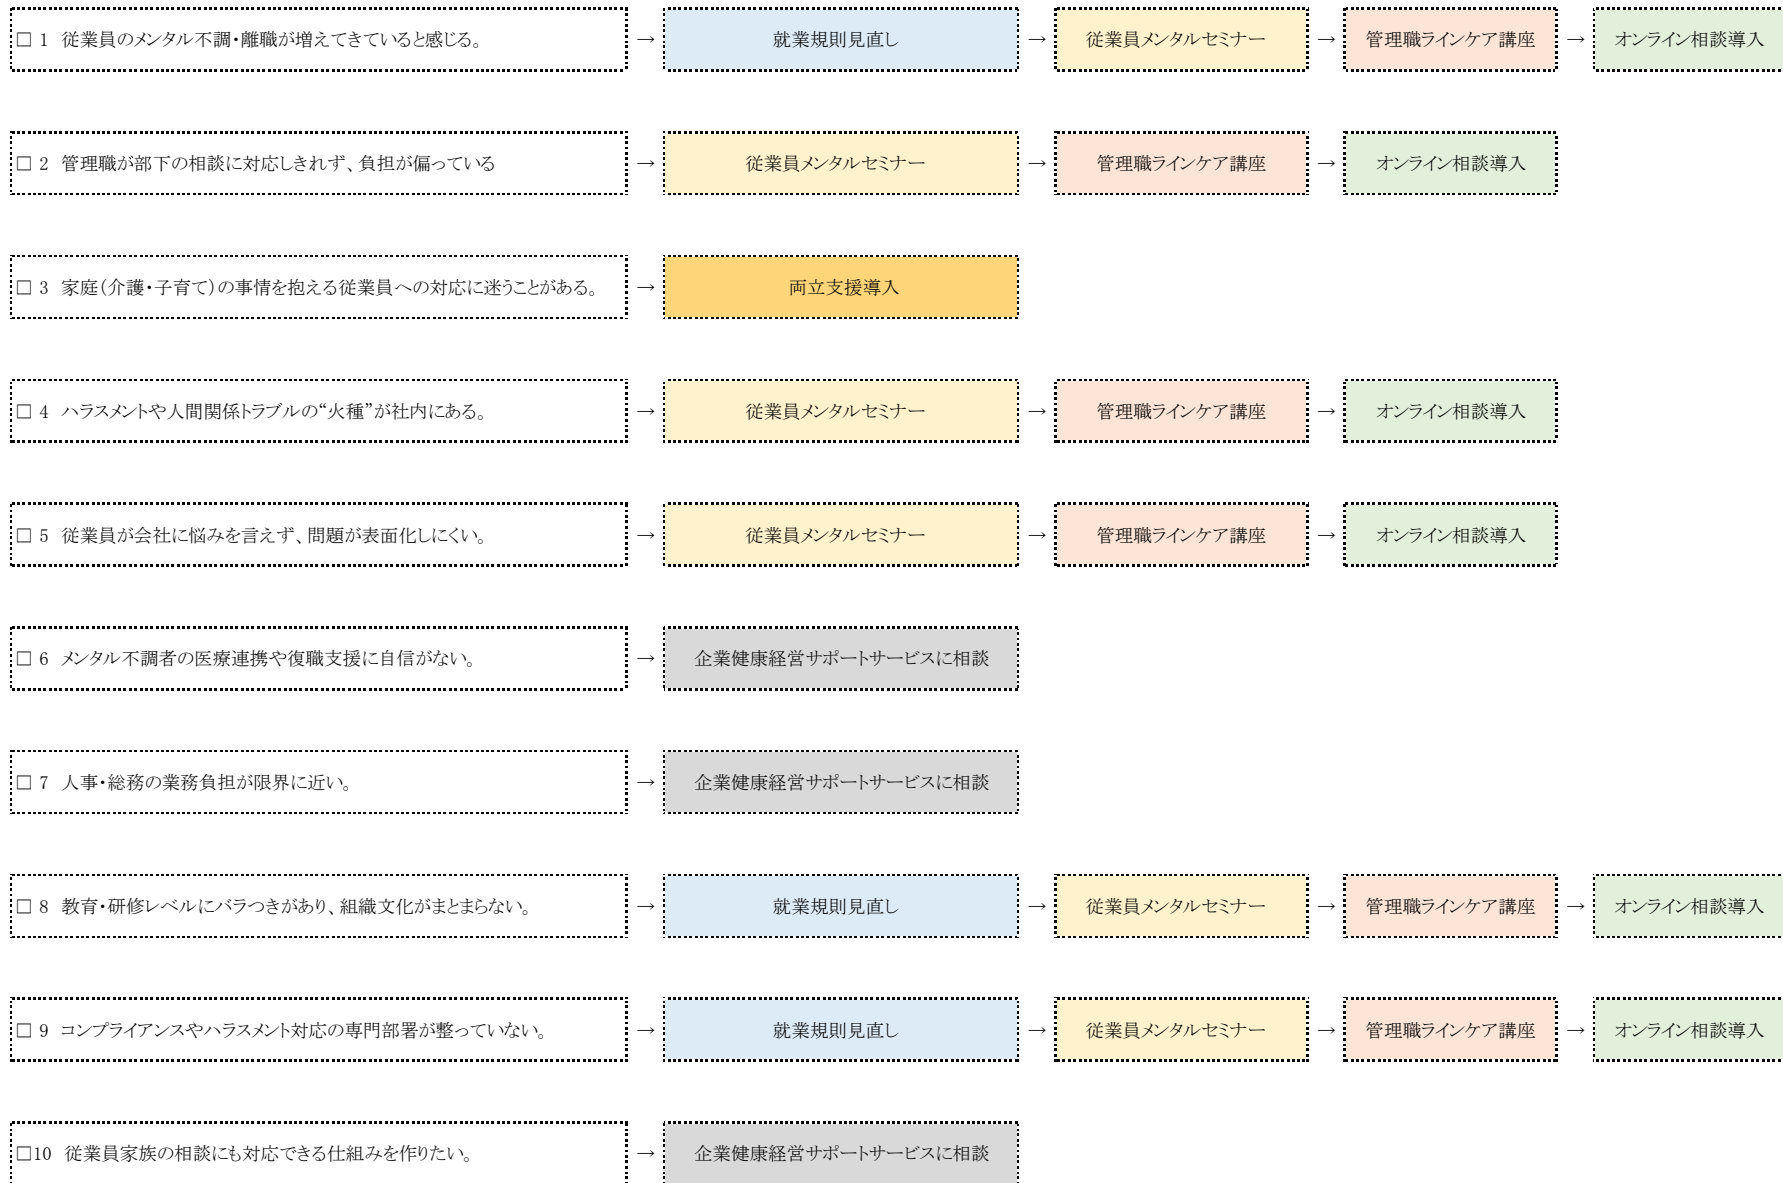 □ 1 従業員のメンタル不調・離職が増えてきていると感じる。 → 就業規則見直し → 従業員メンタルセミナー → 管理職ラインケア講座 → オンライン相談導入
□ 2 管理職が部下の相談に対応しきれず、負担が偏っている → 従業員メンタルセミナー → 管理職ラインケア講座 → オンライン相談導入
□ 3 家庭(介護・子育て)の事情を抱える従業員への対応に迷うことがある。 → 両立支援導入
□ 4 ハラスメントや人間関係トラブルの“火種”が社内にある。 → 従業員メンタルセミナー → 管理職ラインケア講座 → オンライン相談導入
□ 5 従業員が会社に悩みを言えず、問題が表面化しにくい。 → 従業員メンタルセミナー → 管理職ラインケア講座 → オンライン相談導入
□ 6 メンタル不調者の医療連携や復職支援に自信がない。 → 企業健康経営サポートサービスに相談
□ 7 人事・総務の業務負担が限界に近い。 → 企業健康経営サポートサービスに相談
□ 8 教育・研修レベルにバラつきがあり、組織文化がまとまらない。 → 就業規則見直し → 従業員メンタルセミナー → 管理職ラインケア講座 → オンライン相談導入
□ 9 コンプライアンスやハラスメント対応の専門部署が整っていない。 → 就業規則見直し → 従業員メンタルセミナー → 管理職ラインケア講座 → オンライン相談導入
□10 従業員家族の相談にも対応できる仕組みを作りたい。 → 企業健康経営サポートサービスに相談